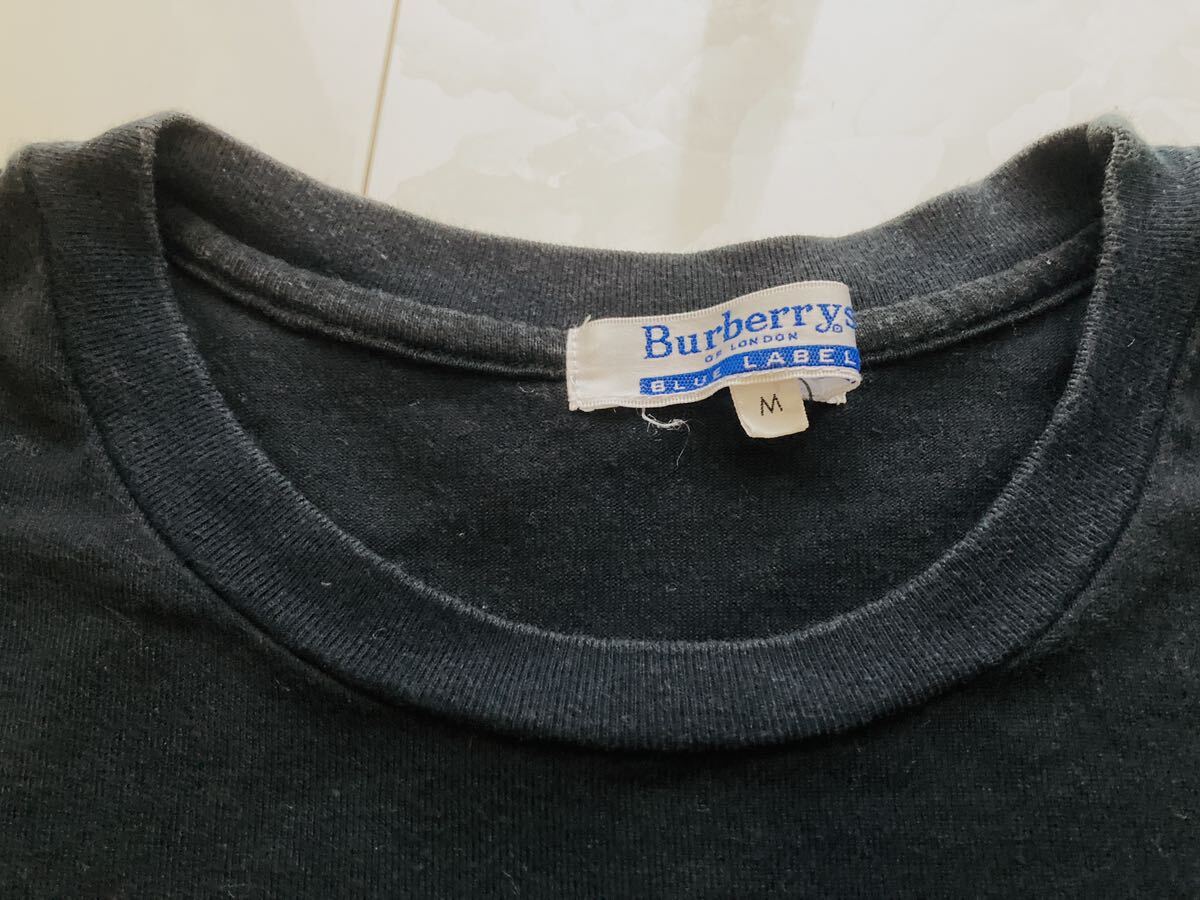 Burberrys®
OF LONDON
BLUE LABEL
M